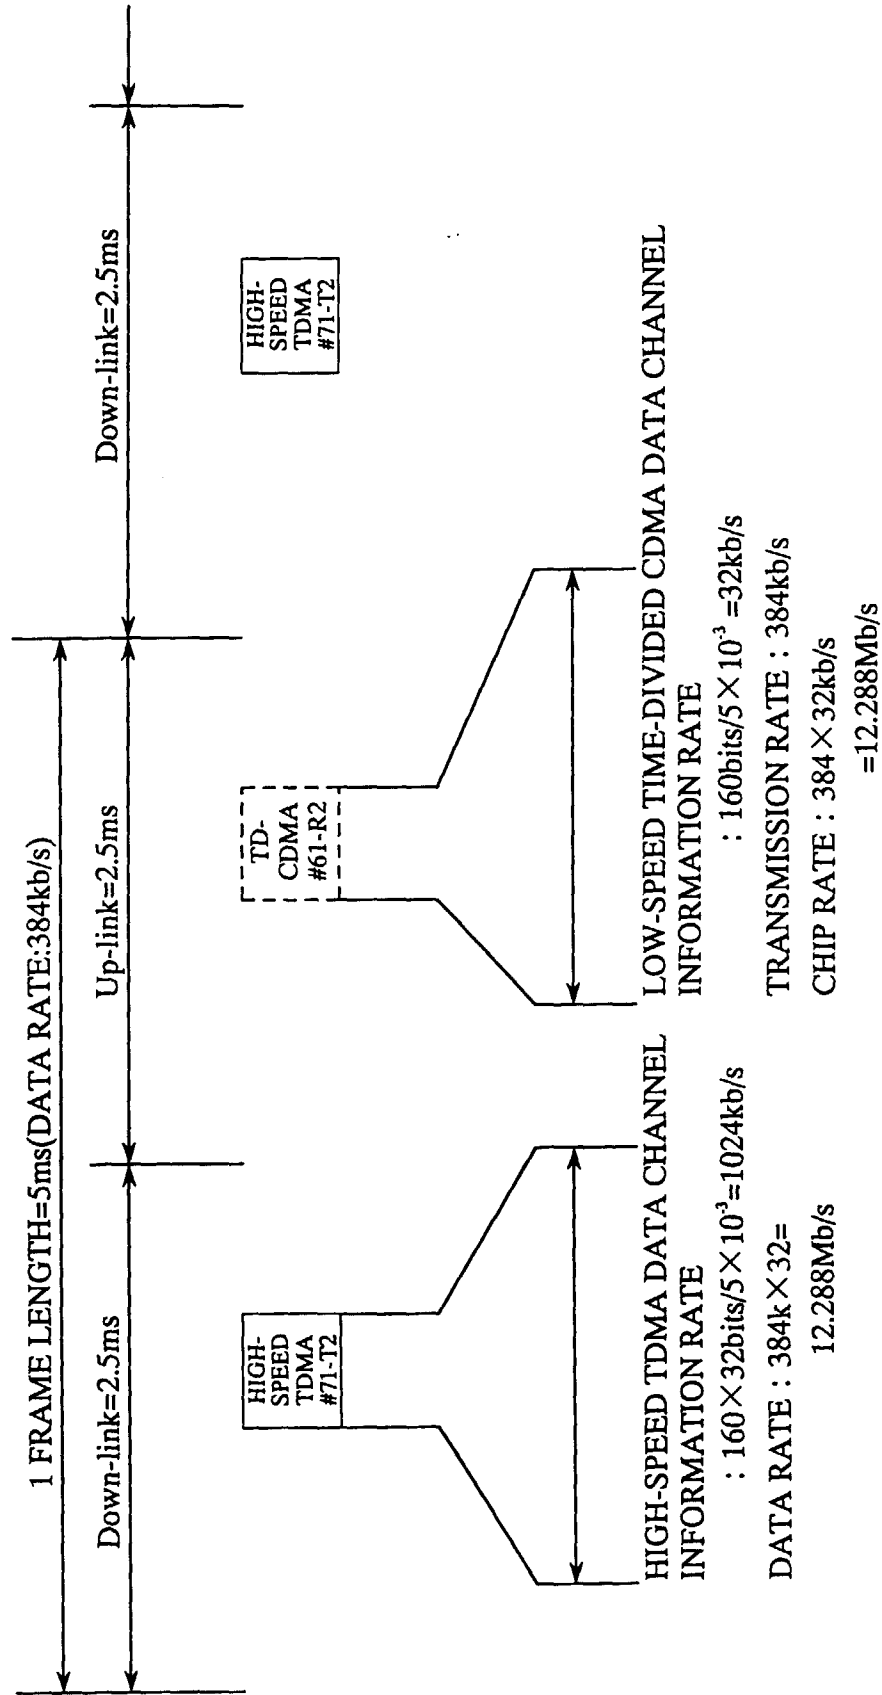 1 FRAME LENGTH=5ms(DATA RATE:384kb/s)
Down-link=2.5ms
Up-link=2.5ms
Down-link=2.5ms
HIGH-
SPEED
TDMA
#71-T2
TD-
CDMA
#61-R2
HIGH-
SPEED
TDMA
#71-T2
HIGH-SPEED TDMA DATA CHANNEL
INFORMATION RATE
: 160×32bits/5×10⁻³=1024kb/s
DATA RATE : 384k×32=
12.288Mb/s
LOW-SPEED TIME-DIVIDED CDMA DATA CHANNEL
INFORMATION RATE
: 160bits/5×10⁻³ =32kb/s
TRANSMISSION RATE : 384kb/s
CHIP RATE : 384×32kb/s
=12.288Mb/s